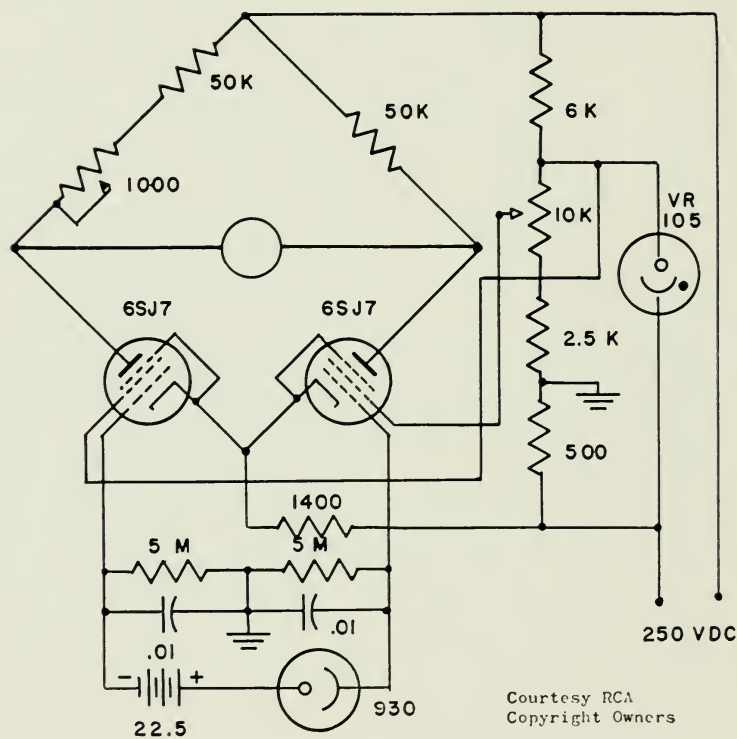 50K
50K
6K
1000
VR
105
10K
6SJ7
6SJ7
2.5 K
500
1400
5 M
5 M
.01
.01
250 VDC
- +
930
22.5
Courtesy RCA
Copyright Owners